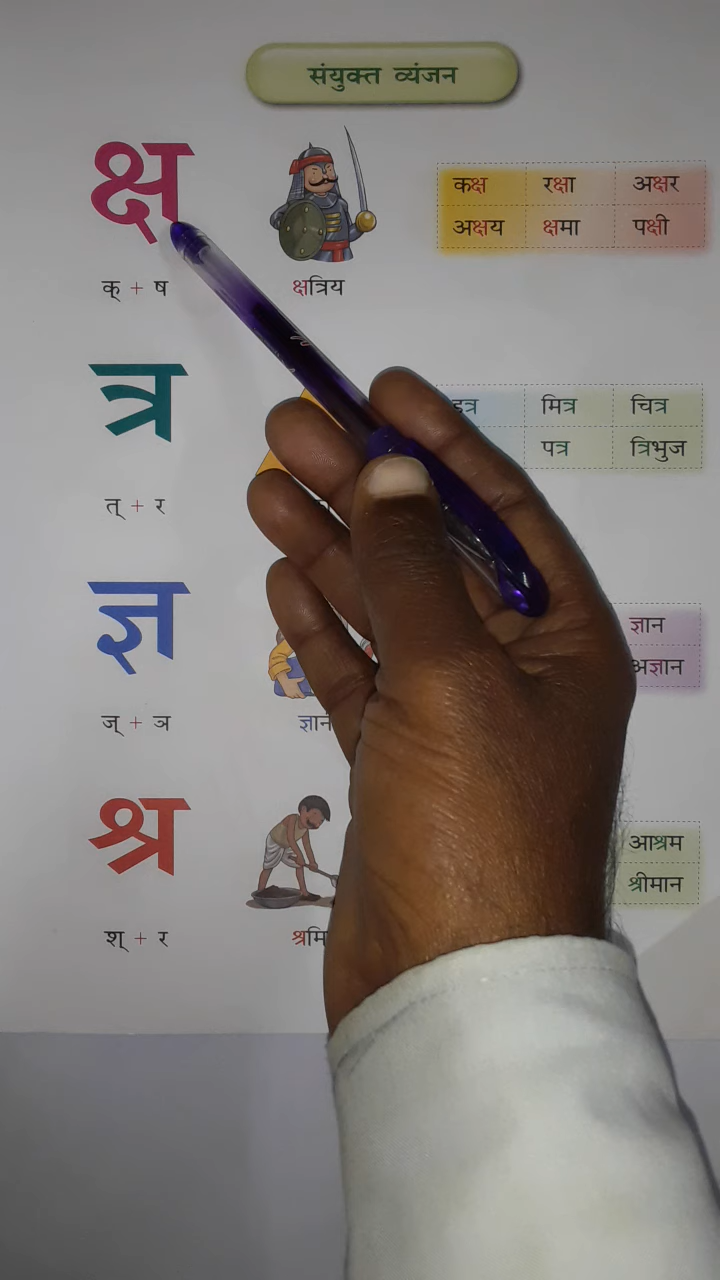 संयुक्त व्यंजन
क्ष
कक्ष रक्षा अक्षर
अक्षय क्षमा पक्षी
क् + ष क्षत्रिय
त्र
मित्र चित्र
पत्र त्रिभुज
त् + र
ज्ञ
ज्ञान
अज्ञान
ज् + ञ
श्र
आश्रम
श्रीमान
श् + र